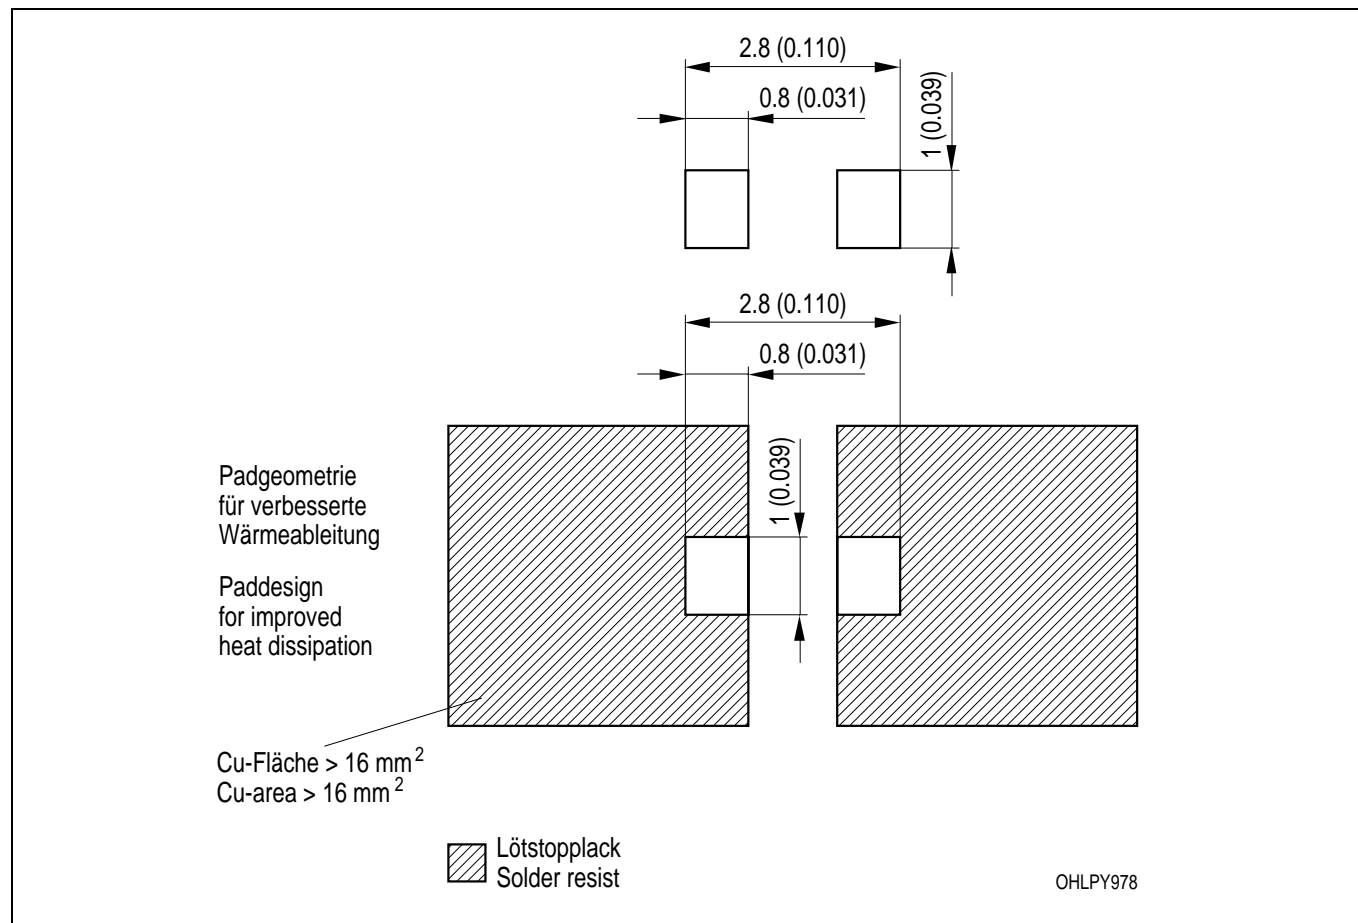 2.8 (0.110)
0.8 (0.031)
1 (0.039)
2.8 (0.110)
0.8 (0.031)
1 (0.039)
Padgeometrie
für verbesserte
Wärmeableitung
Paddesign
for improved
heat dissipation
Cu-Fläche > 16 mm²
Cu-area > 16 mm²
Lötstopplack
Solder resist
OHLPY978